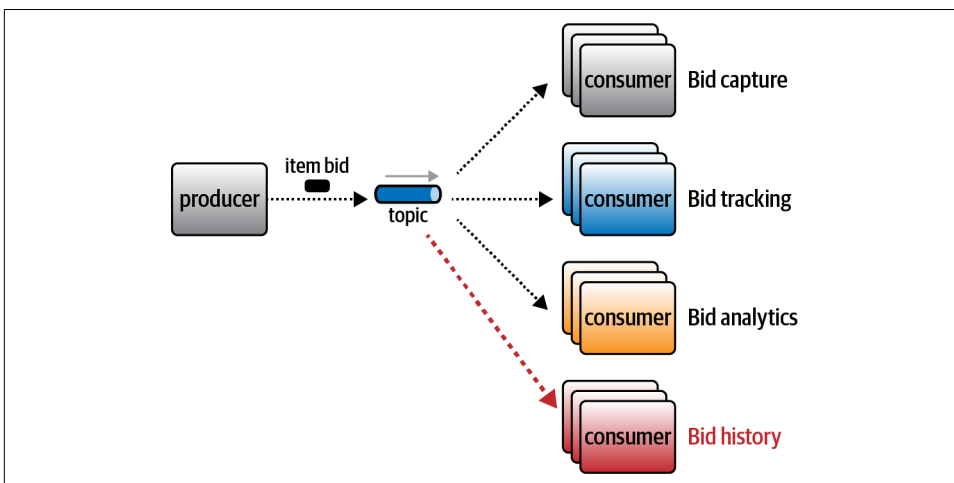 consumer Bid capture
item bid
producer
topic
consumer Bid tracking
consumer Bid analytics
consumer Bid history